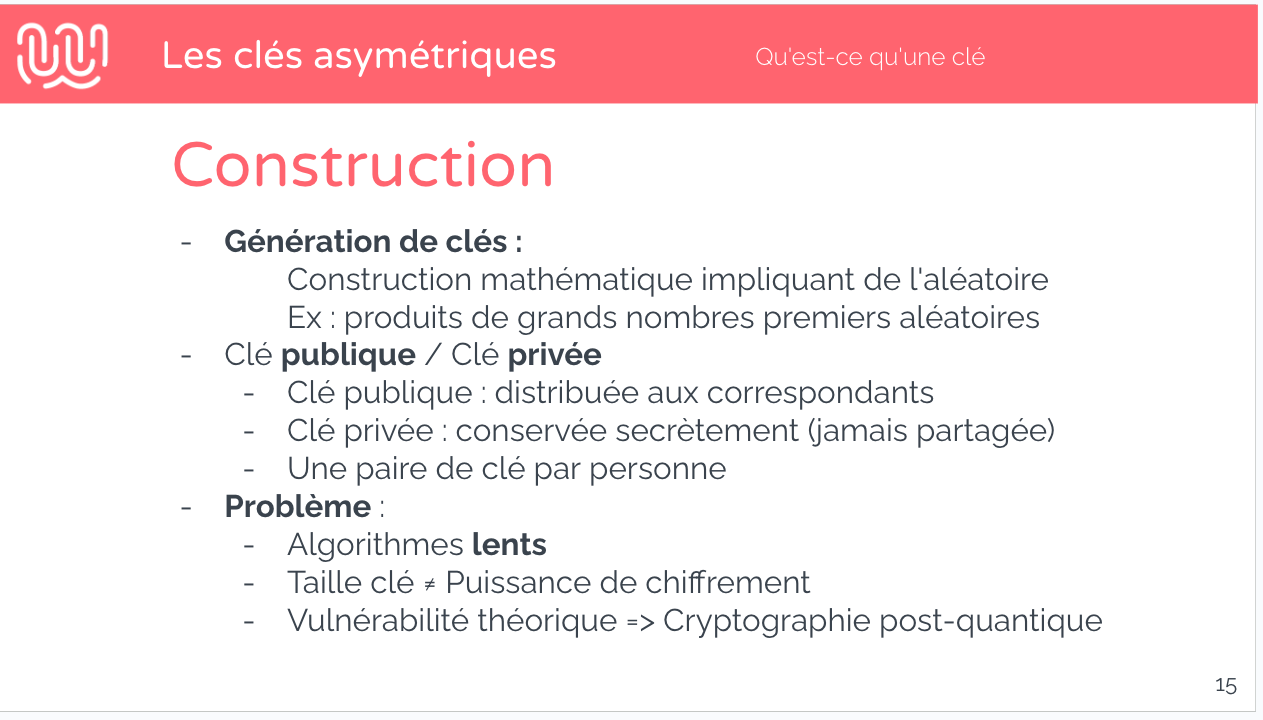 Les clés asymétriques
Qu'est-ce qu'une clé
Construction
- Génération de clés :
Construction mathématique impliquant de l'aléatoire
Ex : produits de grands nombres premiers aléatoires
- Clé publique / Clé privée
- Clé publique : distribuée aux correspondants
- Clé privée : conservée secrètement (jamais partagée)
- Une paire de clé par personne
- Problème :
- Algorithmes lents
- Taille clé ≠ Puissance de chiffrement
- Vulnérabilité théorique => Cryptographie post-quantique
15